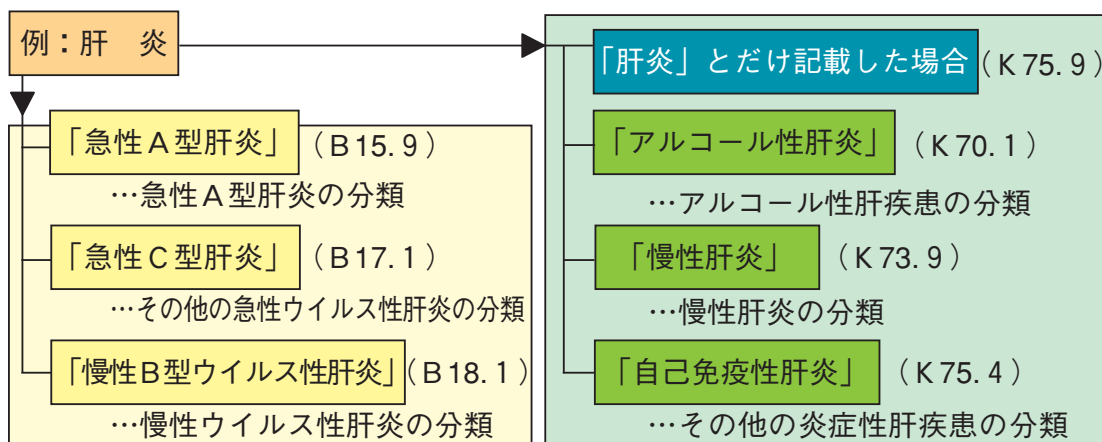 例：肝　炎
「急性Ａ型肝炎」（Ｂ15.９）
…急性Ａ型肝炎の分類
「急性Ｃ型肝炎」（Ｂ17.１）
…その他の急性ウイルス性肝炎の分類
「慢性Ｂ型ウイルス性肝炎」（Ｂ18.１）
…慢性ウイルス性肝炎の分類
「肝炎」とだけ記載した場合（Ｋ75.９）
「アルコール性肝炎」（Ｋ70.１）
…アルコール性肝疾患の分類
「慢性肝炎」（Ｋ73.９）
…慢性肝炎の分類
「自己免疫性肝炎」（Ｋ75.４）
…その他の炎症性肝疾患の分類